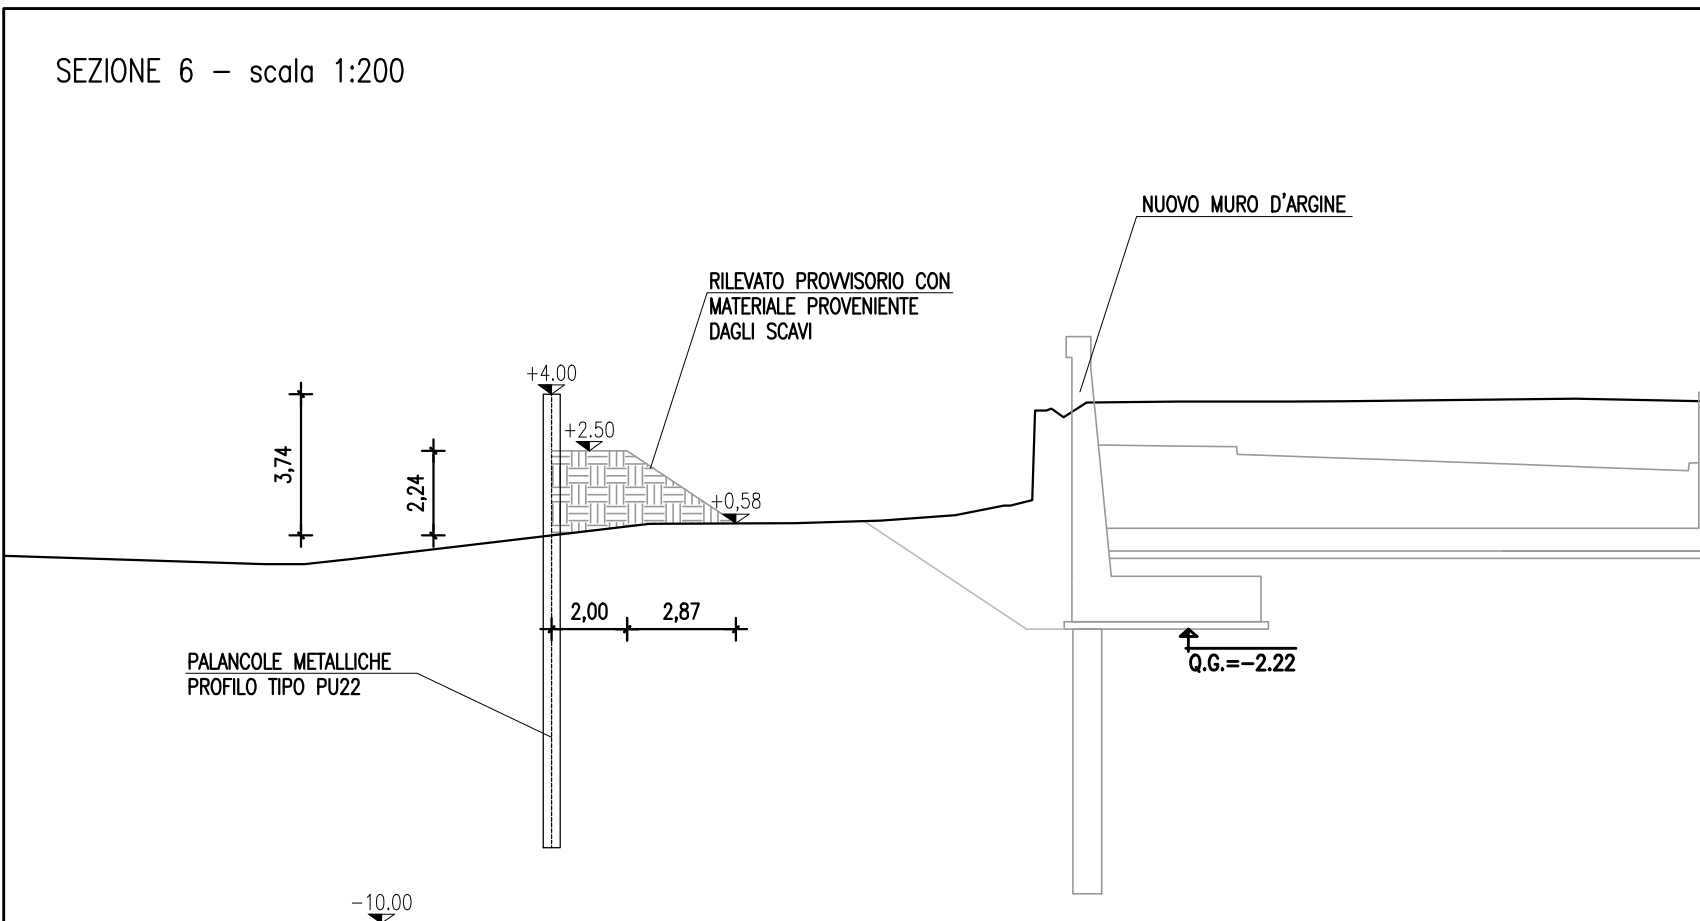 SEZIONE 6 – scala 1:200
NUOVO MURO D'ARGINE
RILEVATO PROVVISORIO CON
MATERIALE PROVENIENTE
DAGLI SCAVI
+4.00
+2.50
3,74
2,24
+0,58
2,00
2,87
Q.G.=-2.22
PALANCOLE METALLICHE
PROFILO TIPO PU22
-10.00